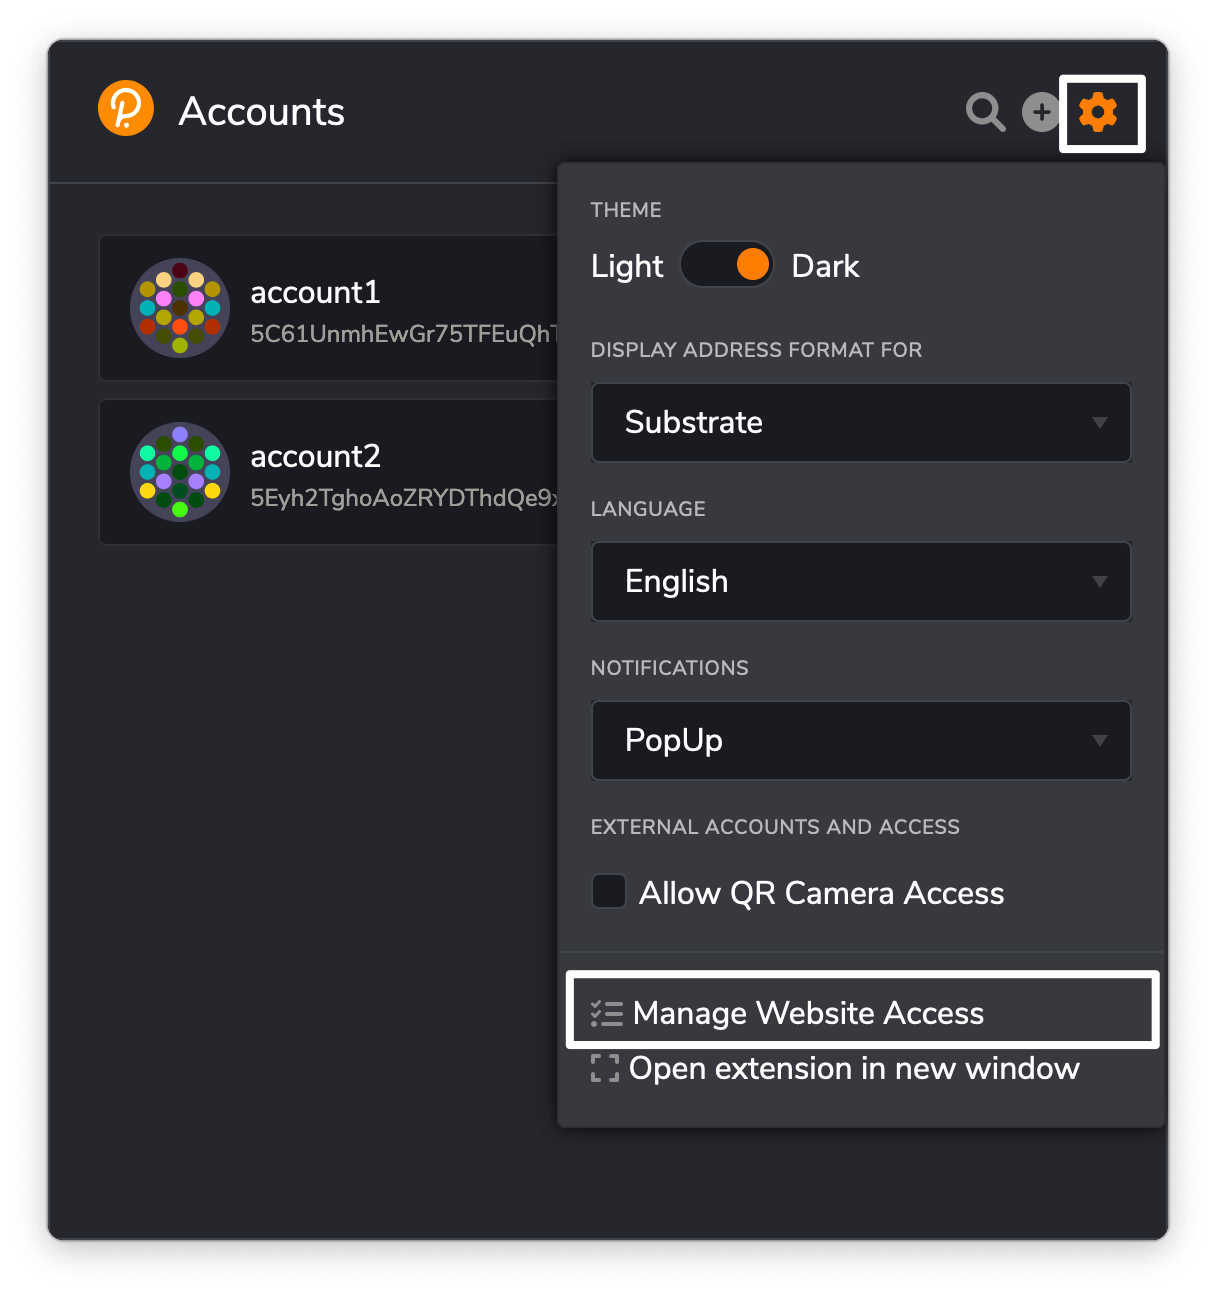 Accounts
THEME
Light Dark
account1
5C61UnmhEwGr75TFEuQh
DISPLAY ADDRESS FORMAT FOR
Substrate
account2
5Eyh2TghoAoZRYDThdQe9x
LANGUAGE
English
NOTIFICATIONS
PopUp
EXTERNAL ACCOUNTS AND ACCESS
Allow QR Camera Access
Manage Website Access
Open extension in new window